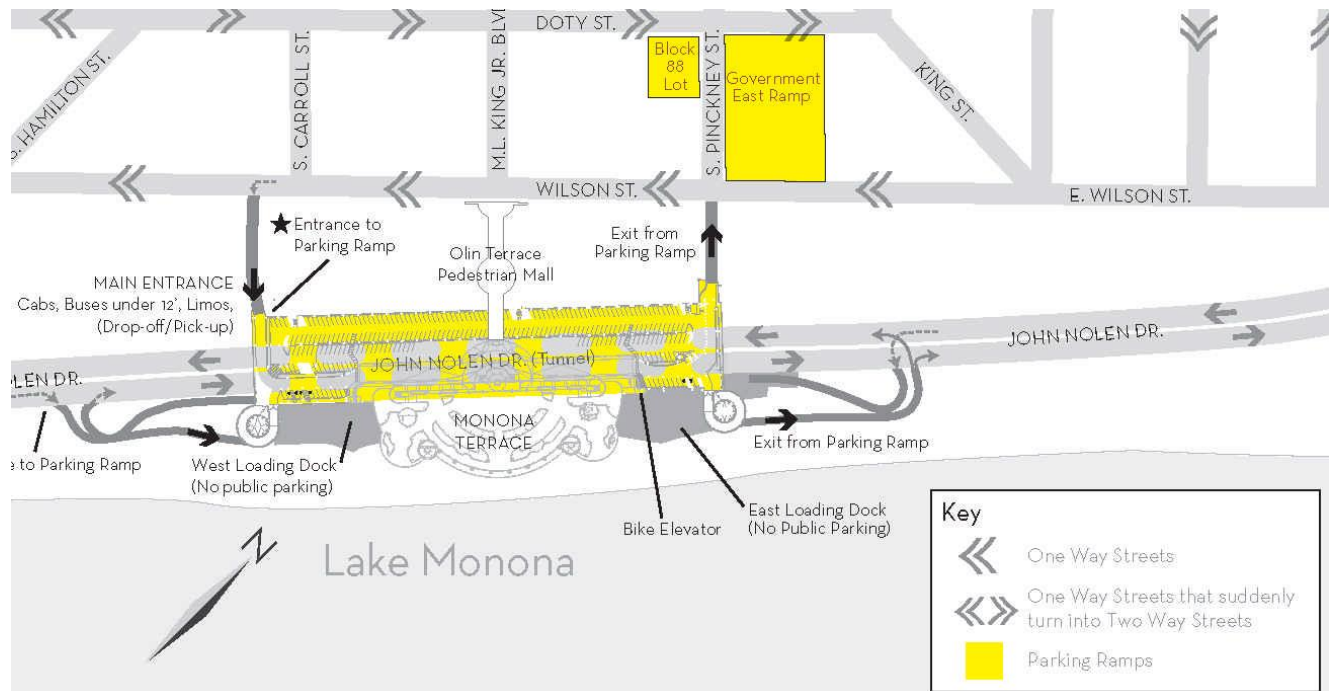 DOTY ST.
S. HAMILTON ST.
S. CARROLL ST.
M.L. KING JR. BLVD
S. PINCKNEY ST.
KING ST.
Block
88
Lot
Government
East Ramp
WILSON ST.
E. WILSON ST.
★Entrance to
Parking Ramp
Olin Terrace
Pedestrian Mall
Exit from
Parking Ramp
MAIN ENTRANCE
Cabs, Buses under 12', Limos,
(Drop-off/Pick-up)
JOHN NOLEN DR. (Tunnel)
JOHN NOLEN DR.
OLEN DR.
MONONA
TERRACE
e to Parking Ramp
West Loading Dock
(No public parking)
Exit from Parking Ramp
Bike Elevator
East Loading Dock
(No Public Parking)
N
Lake Monona
Key
One Way Streets
One Way Streets that suddenly
turn into Two Way Streets
Parking Ramps